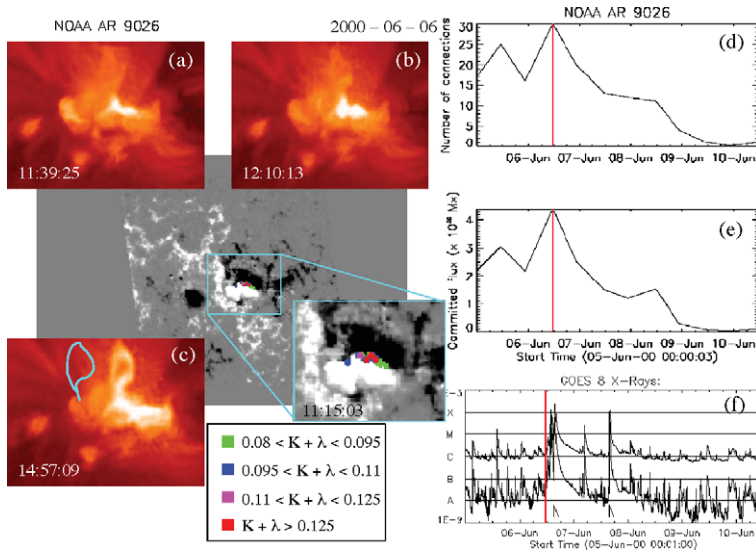 NOAA AR 9026
2000 - 06 - 06
(a)
11:39:25
(b)
12:10:13
(c)
14:57:09
11:15:03
0.08 < K + λ < 0.095
0.095 < K + λ < 0.11
0.11 < K + λ < 0.125
K + λ > 0.125
NOAA AR 9026
(d)
Number of connections
30
25
20
15
10
5
0
06-Jun 07-Jun 08-Jun 09-Jun 10-Jun
(e)
4
3
2
1
0
06-Jun 07-Jun 08-Jun 09-Jun 10-Jun
Start Time (05-Jun-00 00:00:03)
GOES 8 X-Rays:
(f)
X
M
C
B
A
1E-9
06-Jun 07-Jun 08-Jun 09-Jun 10-Jun
Start Time (05-Jun-00 00:01:00)